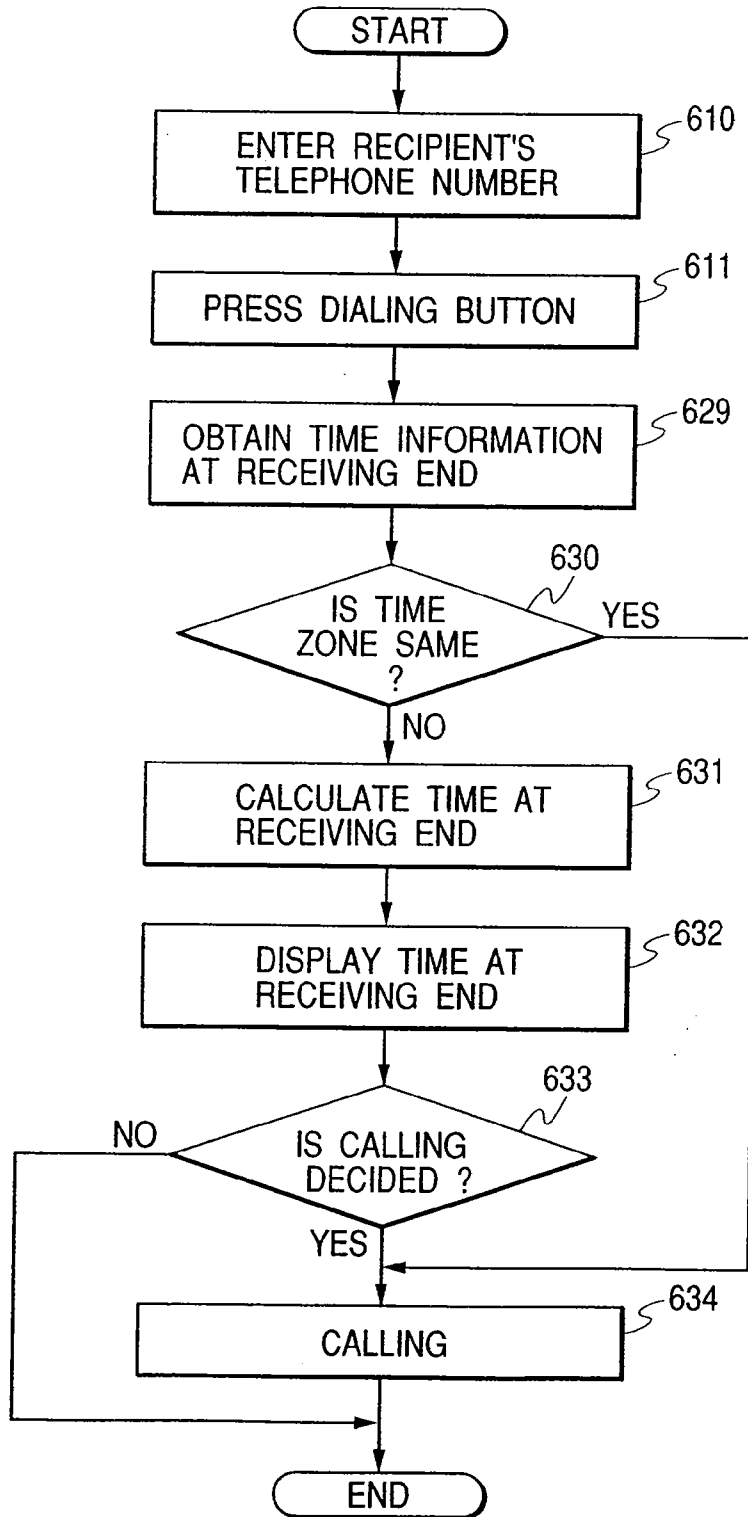 START
610
ENTER RECIPIENT'S
TELEPHONE NUMBER
611
PRESS DIALING BUTTON
629
OBTAIN TIME INFORMATION
AT RECEIVING END
630
IS TIME
ZONE SAME
?
YES
NO
631
CALCULATE TIME AT
RECEIVING END
632
DISPLAY TIME AT
RECEIVING END
633
NO
IS CALLING
DECIDED ?
YES
634
CALLING
END